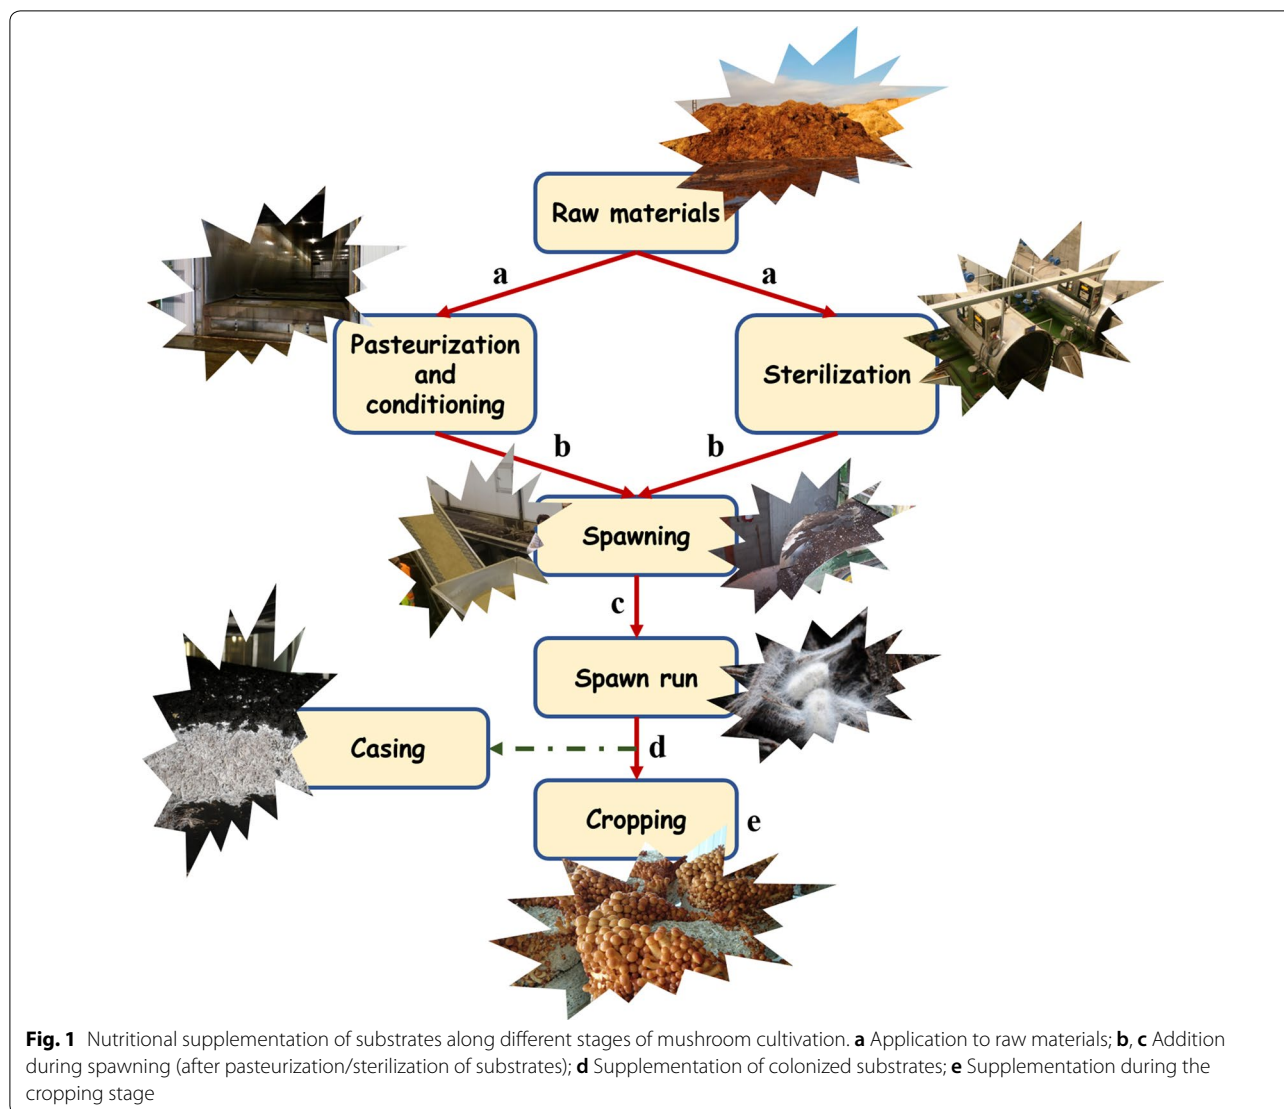 Raw materials
a
a
Pasteurization
and
conditioning
Sterilization
b
b
Spawning
c
Spawn run
Casing
d
Cropping
e
Fig. 1 Nutritional supplementation of substrates along different stages of mushroom cultivation. a Application to raw materials; b, c Addition
during spawning (after pasteurization/sterilization of substrates); d Supplementation of colonized substrates; e Supplementation during the
cropping stage